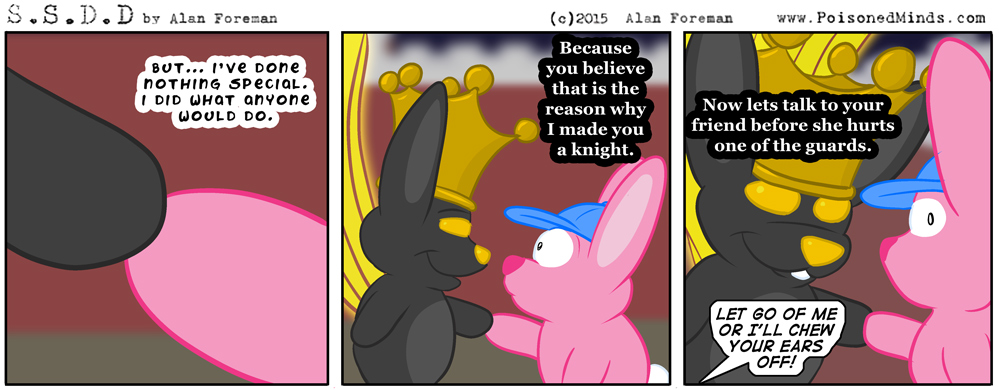 S.S.D.D by Alan Foreman (c)2015 Alan Foreman www.PoisonedMinds.com
BUT... I'VE DONE
NOTHING SPECIAL.
I DID WHAT ANYONE
WOULD DO.
Because
you believe
that is the
reason why
I made you
a knight.
Now lets talk to your
friend before she hurts
one of the guards.
LET GO OF ME
OR I'LL CHEW
YOUR EARS
OFF!